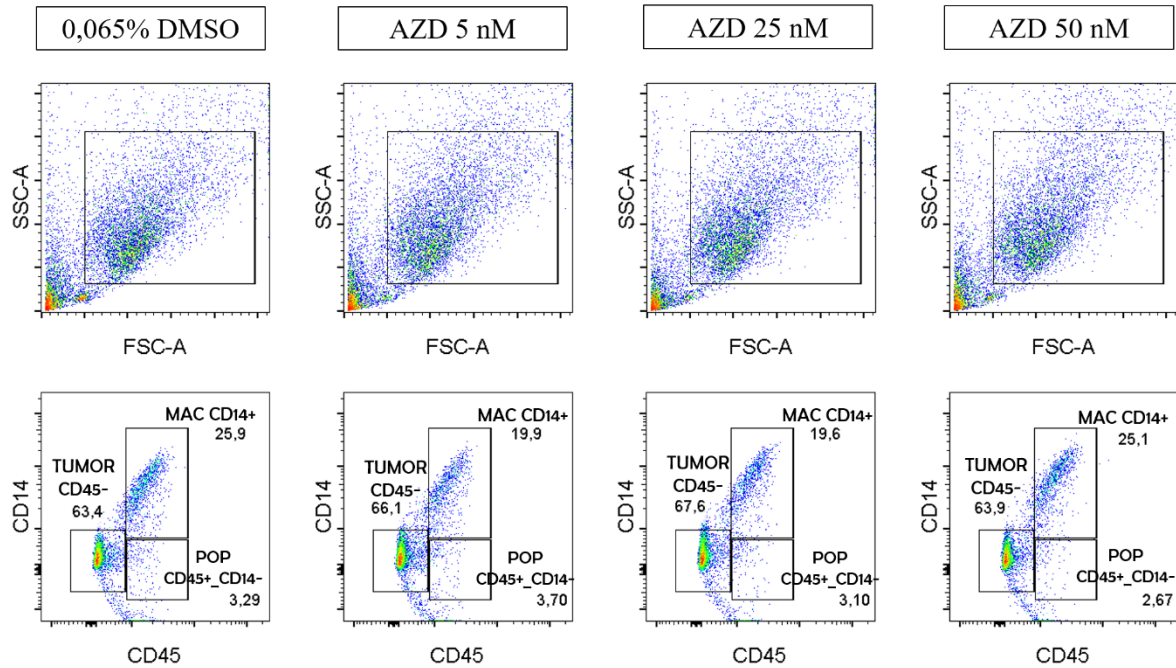 0,065% DMSO
AZD 5 nM
AZD 25 nM
AZD 50 nM
SSC-A
FSC-A
SSC-A
FSC-A
SSC-A
FSC-A
SSC-A
FSC-A
MAC CD14+
25,9
TUMOR
CD45-
63,4
POP
CD45+_CD14-
3,29
CD14
CD45
MAC CD14+
19,9
TUMOR
CD45-
66,1
POP
CD45+_CD14-
3,70
CD14
CD45
MAC CD14+
19,6
TUMOR
CD45-
67,6
POP
CD45+_CD14-
3,10
CD14
CD45
MAC CD14+
25,1
TUMOR
CD45-
63,9
POP
CD45+_CD14-
2,67
CD14
CD45